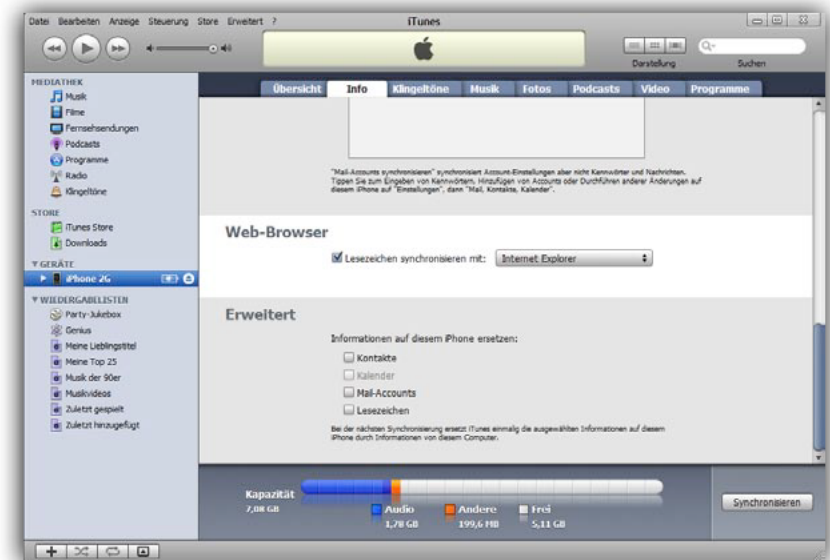 Datei Bearbeiten Anzeige Steuerung Store Erweitert ?
iTunes
Darstellung
Suchen
MEDIATHEK
Musik
Filme
Fernsehsendungen
Podcasts
Programme
Radio
Klingeltöne
STORE
iTunes Store
Downloads
GERÄTE
iPhone 2G
WIEDERGABELISTEN
Party-Jukebox
Genius
Meine Lieblingstitel
Meine Top 25
Musik der 90er
Musikvideos
Zuletzt gespielt
Zuletzt hinzugefügt
Übersicht Info Klingeltöne Musik Fotos Podcasts Video Programme
"Mail-Accounts synchronisieren" synchronisiert Account-Einstellungen aber nicht Kennwörter und Nachrichten.
Tippen Sie zum Eingeben von Kennwörtern, Hinzufügen von Accounts oder Durchführen anderer Änderungen auf
diesem iPhone auf "Einstellungen", dann "Mail, Kontakte, Kalender".
Web-Browser
Lesezeichen synchronisieren mit: Internet Explorer
Erweitert
Informationen auf diesem iPhone ersetzen:
Kontakte
Kalender
Mail-Accounts
Lesezeichen
Bei der nächsten Synchronisierung ersetzt iTunes einmalig die ausgewählten Informationen auf diesem
iPhone durch Informationen von diesem Computer.
Kapazität
7,08 GB
Audio
1,78 GB
Andere
199,6 MB
Frei
5,11 GB
Synchronisieren